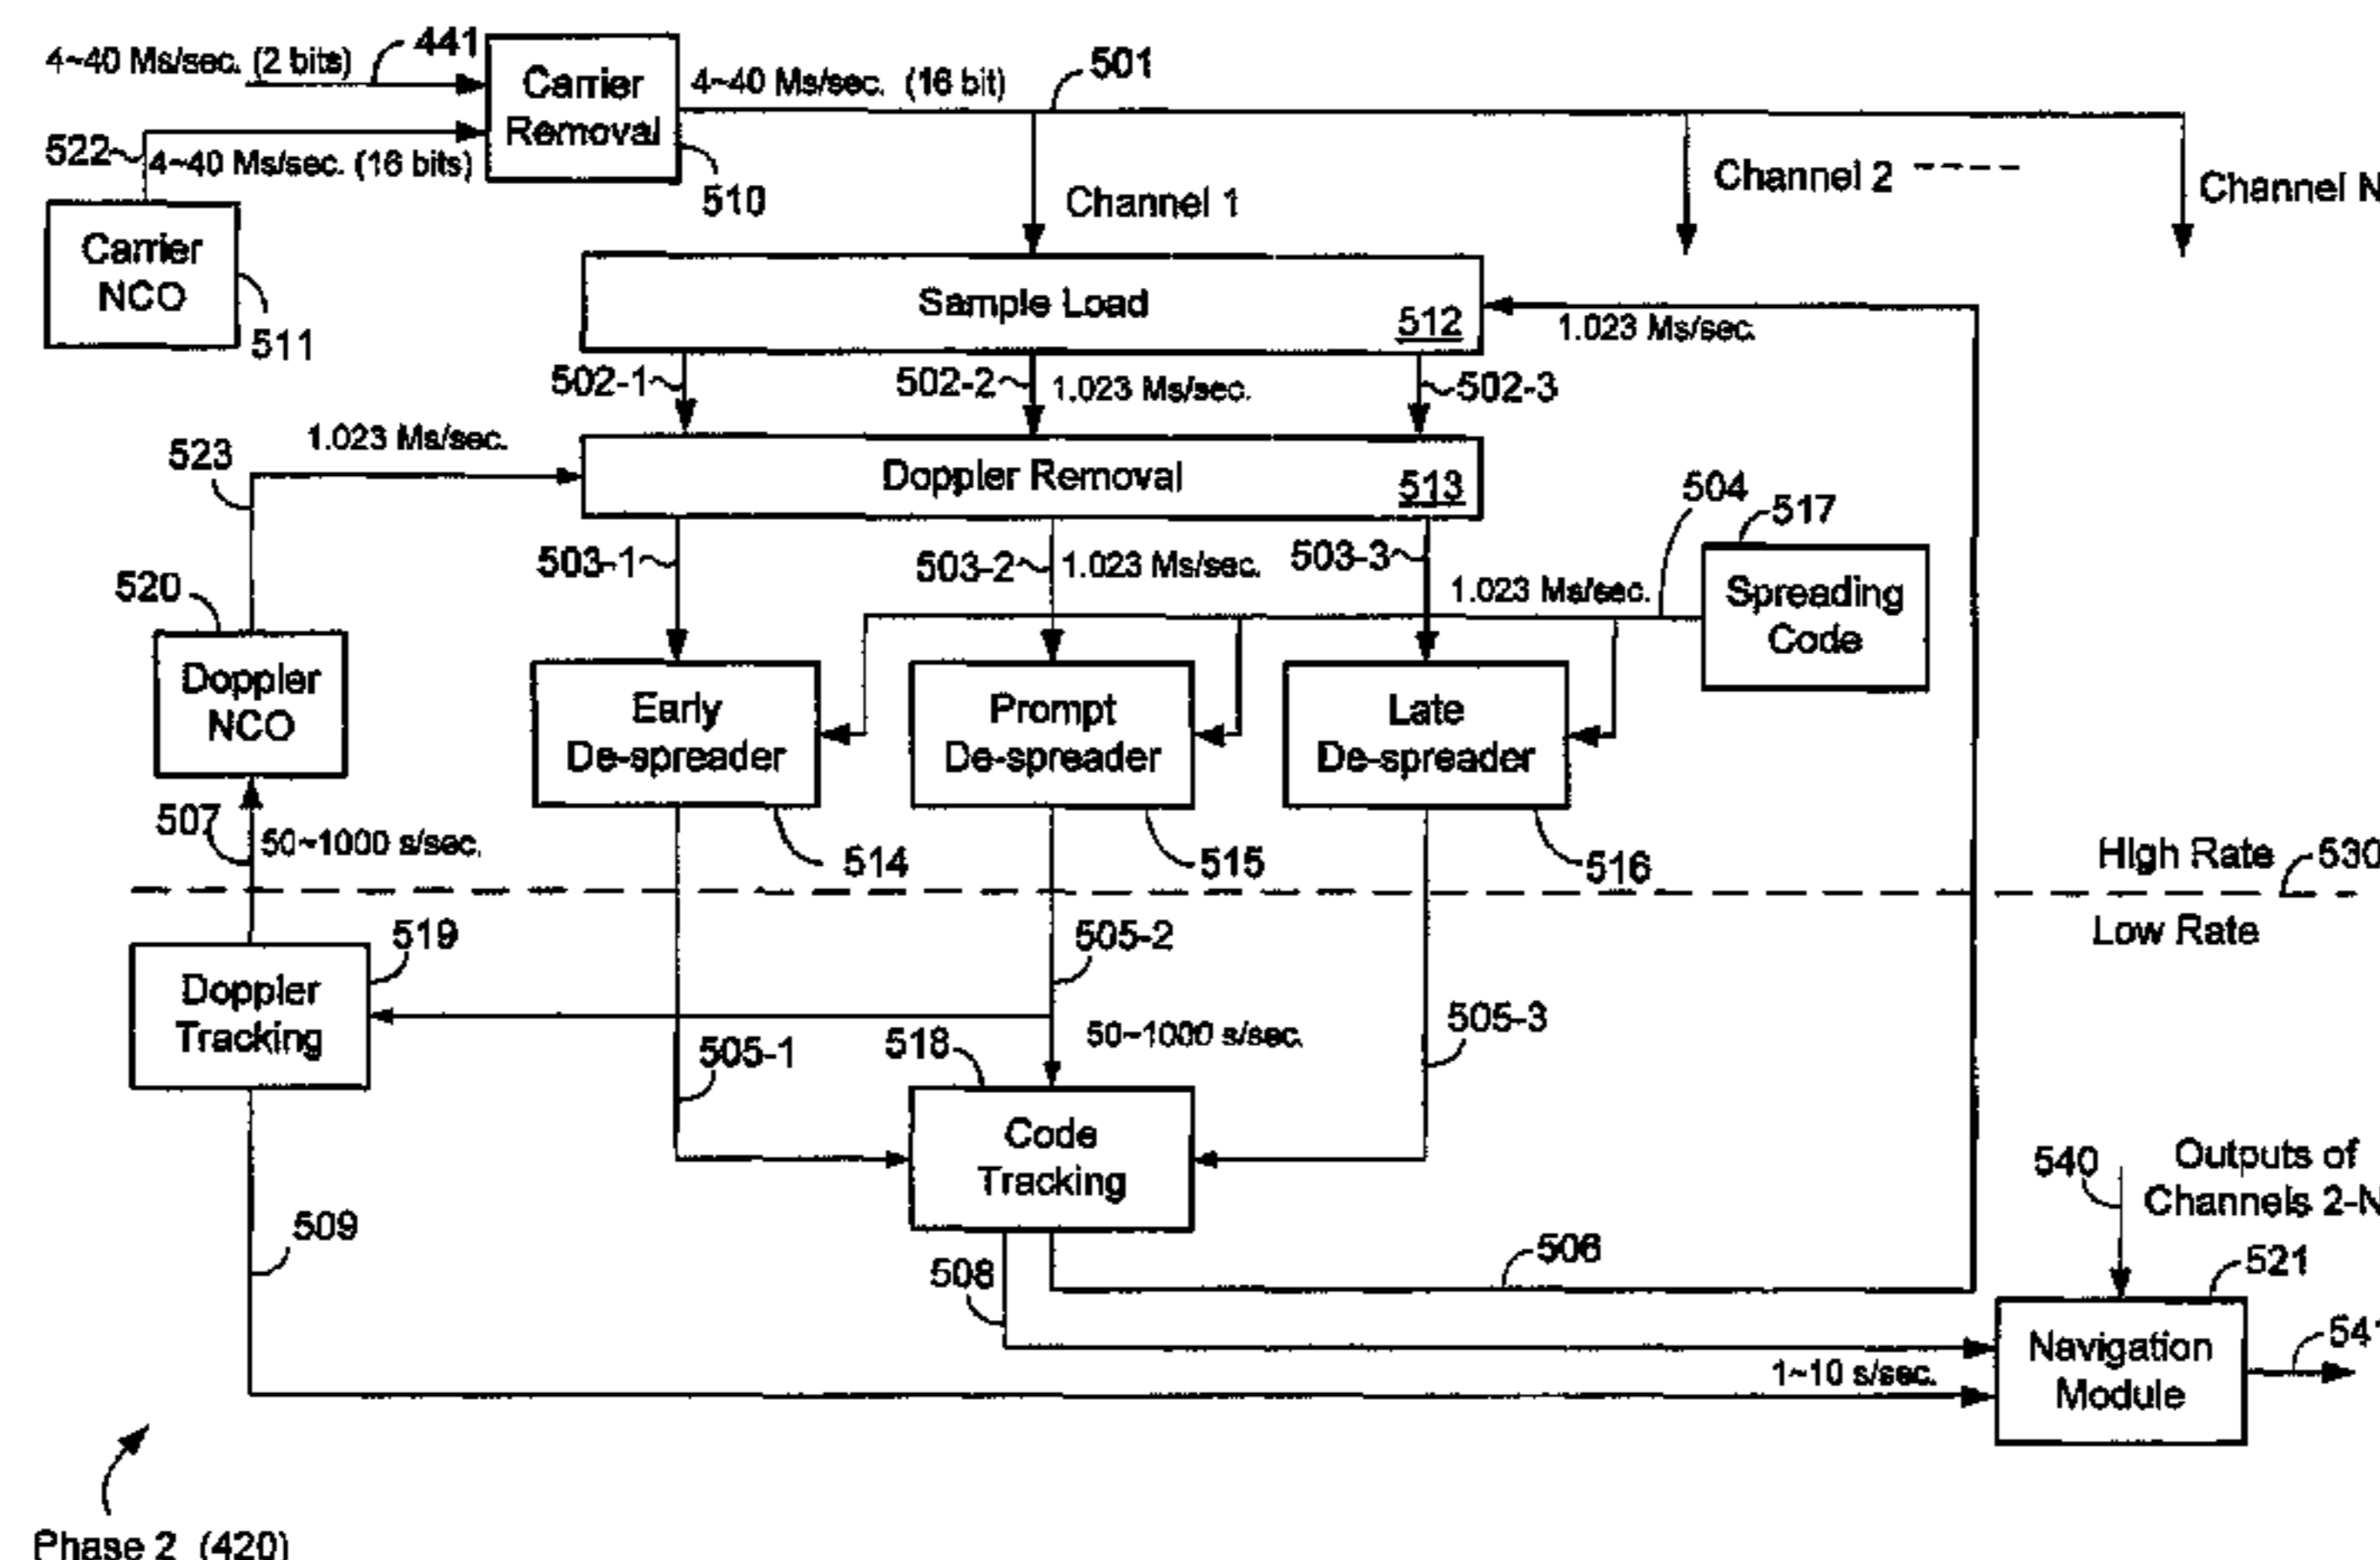 4~40 Ms/sec. (2 bits)
441
Carrier
Removal
4~40 Ms/sec. (16 bit)
501
522
4~40 Ms/sec. (16 bits)
510
Channel 1
Channel 2
Channel N
Carrier
NCO
511
Sample Load
512
1.023 Ms/sec.
502-1
502-2
1.023 Ms/sec.
502-3
523
1.023 Ms/sec.
Doppler Removal
513
504
517
503-1
503-2
1.023 Ms/sec.
503-3
1.023 Ms/sec.
Spreading
Code
520
Doppler
NCO
Early
De-spreader
Prompt
De-spreader
Late
De-spreader
507
50~1000 s/sec.
514
515
516
High Rate
530
Low Rate
519
Doppler
Tracking
505-2
505-1
518
50~1000 s/sec.
505-3
Code
Tracking
540
Outputs of
Channels 2-N
509
508
506
521
Navigation
Module
541
1~10 s/sec.
Phase 2 (420)